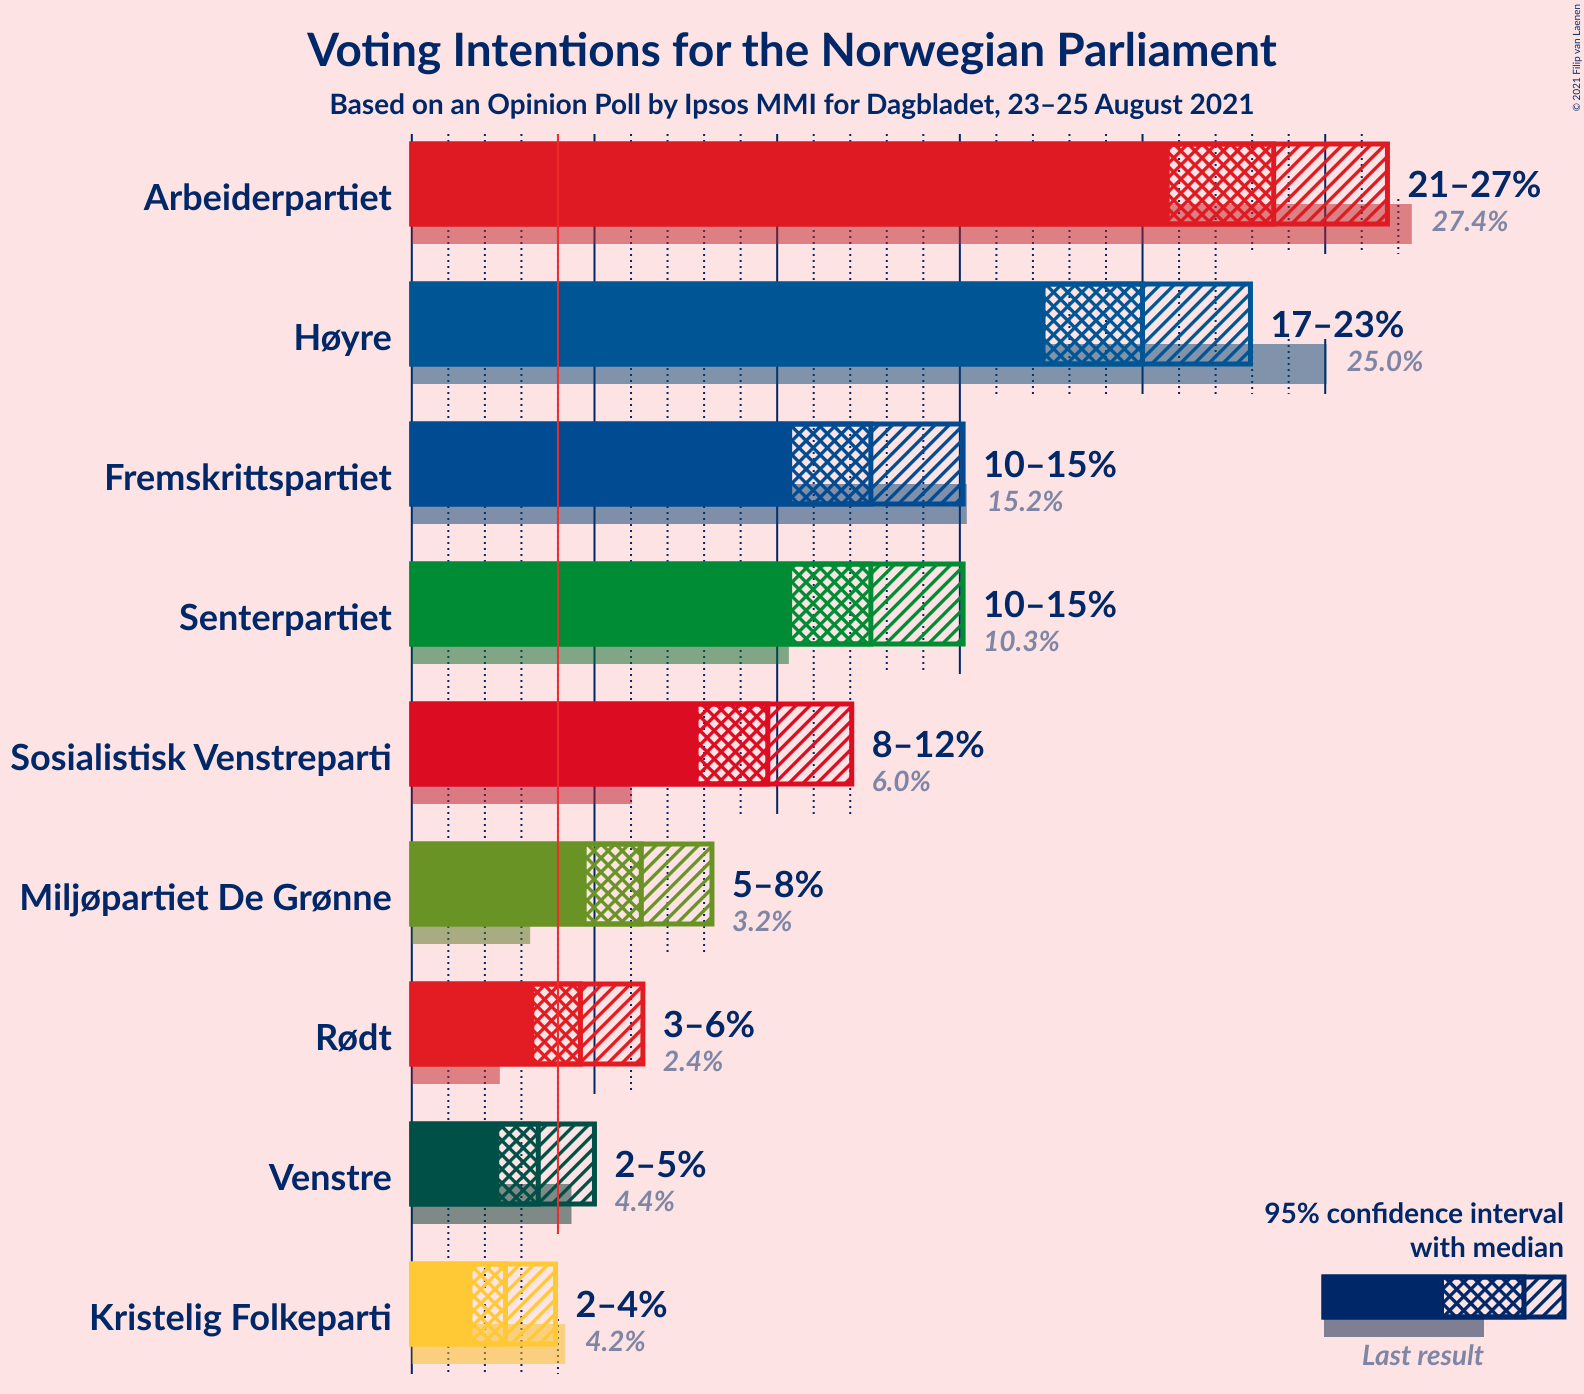 Voting Intentions for the Norwegian Parliament
Based on an Opinion Poll by Ipsos MMI for Dagbladet, 23–25 August 2021
© 2021 Filip van Laenen
Arbeiderpartiet
21–27%
27.4%
Høyre
17–23%
25.0%
Fremskrittspartiet
10–15%
15.2%
Senterpartiet
10–15%
10.3%
Sosialistisk Venstreparti
8–12%
6.0%
Miljøpartiet De Grønne
5–8%
3.2%
Rødt
3–6%
2.4%
Venstre
2–5%
4.4%
Kristelig Folkeparti
2–4%
4.2%
95% confidence interval
with median
Last result